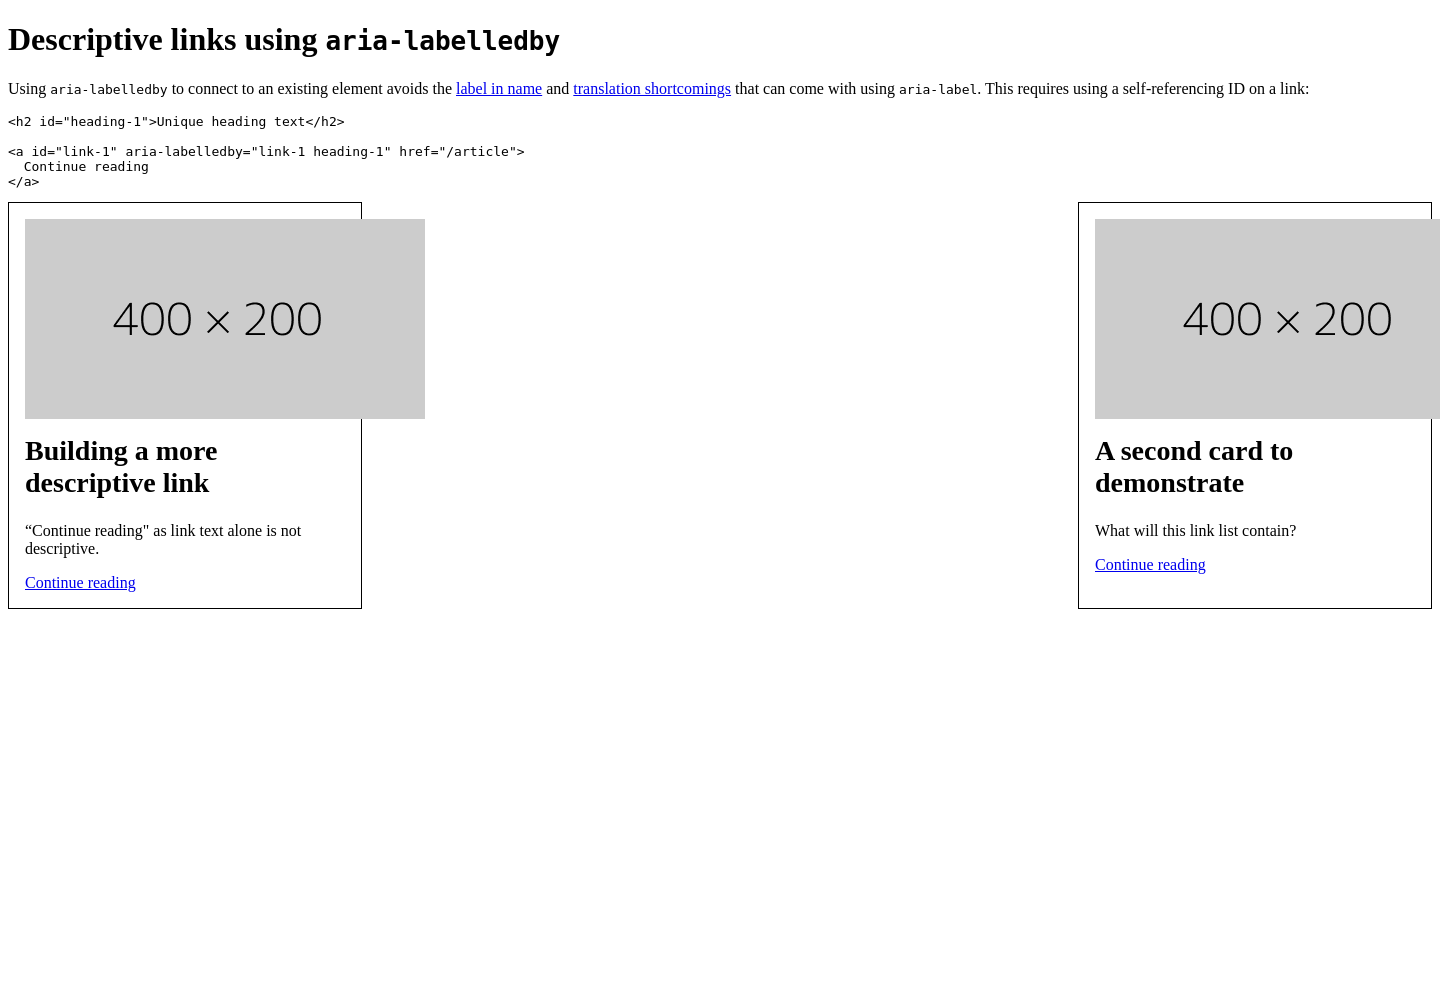 Descriptive links using aria-labelledby
Using aria-labelledby to connect to an existing element avoids the label in name and translation shortcomings that can come with using aria-label. This requires using a self-referencing ID on a link:
<h2 id="heading-1">Unique heading text</h2>
<a id="link-1" aria-labelledby="link-1 heading-1" href="/article">
  Continue reading
</a>
400 × 200
Building a more
descriptive link
“Continue reading" as link text alone is not
descriptive.
Continue reading
400 × 200
A second card to
demonstrate
What will this link list contain?
Continue reading